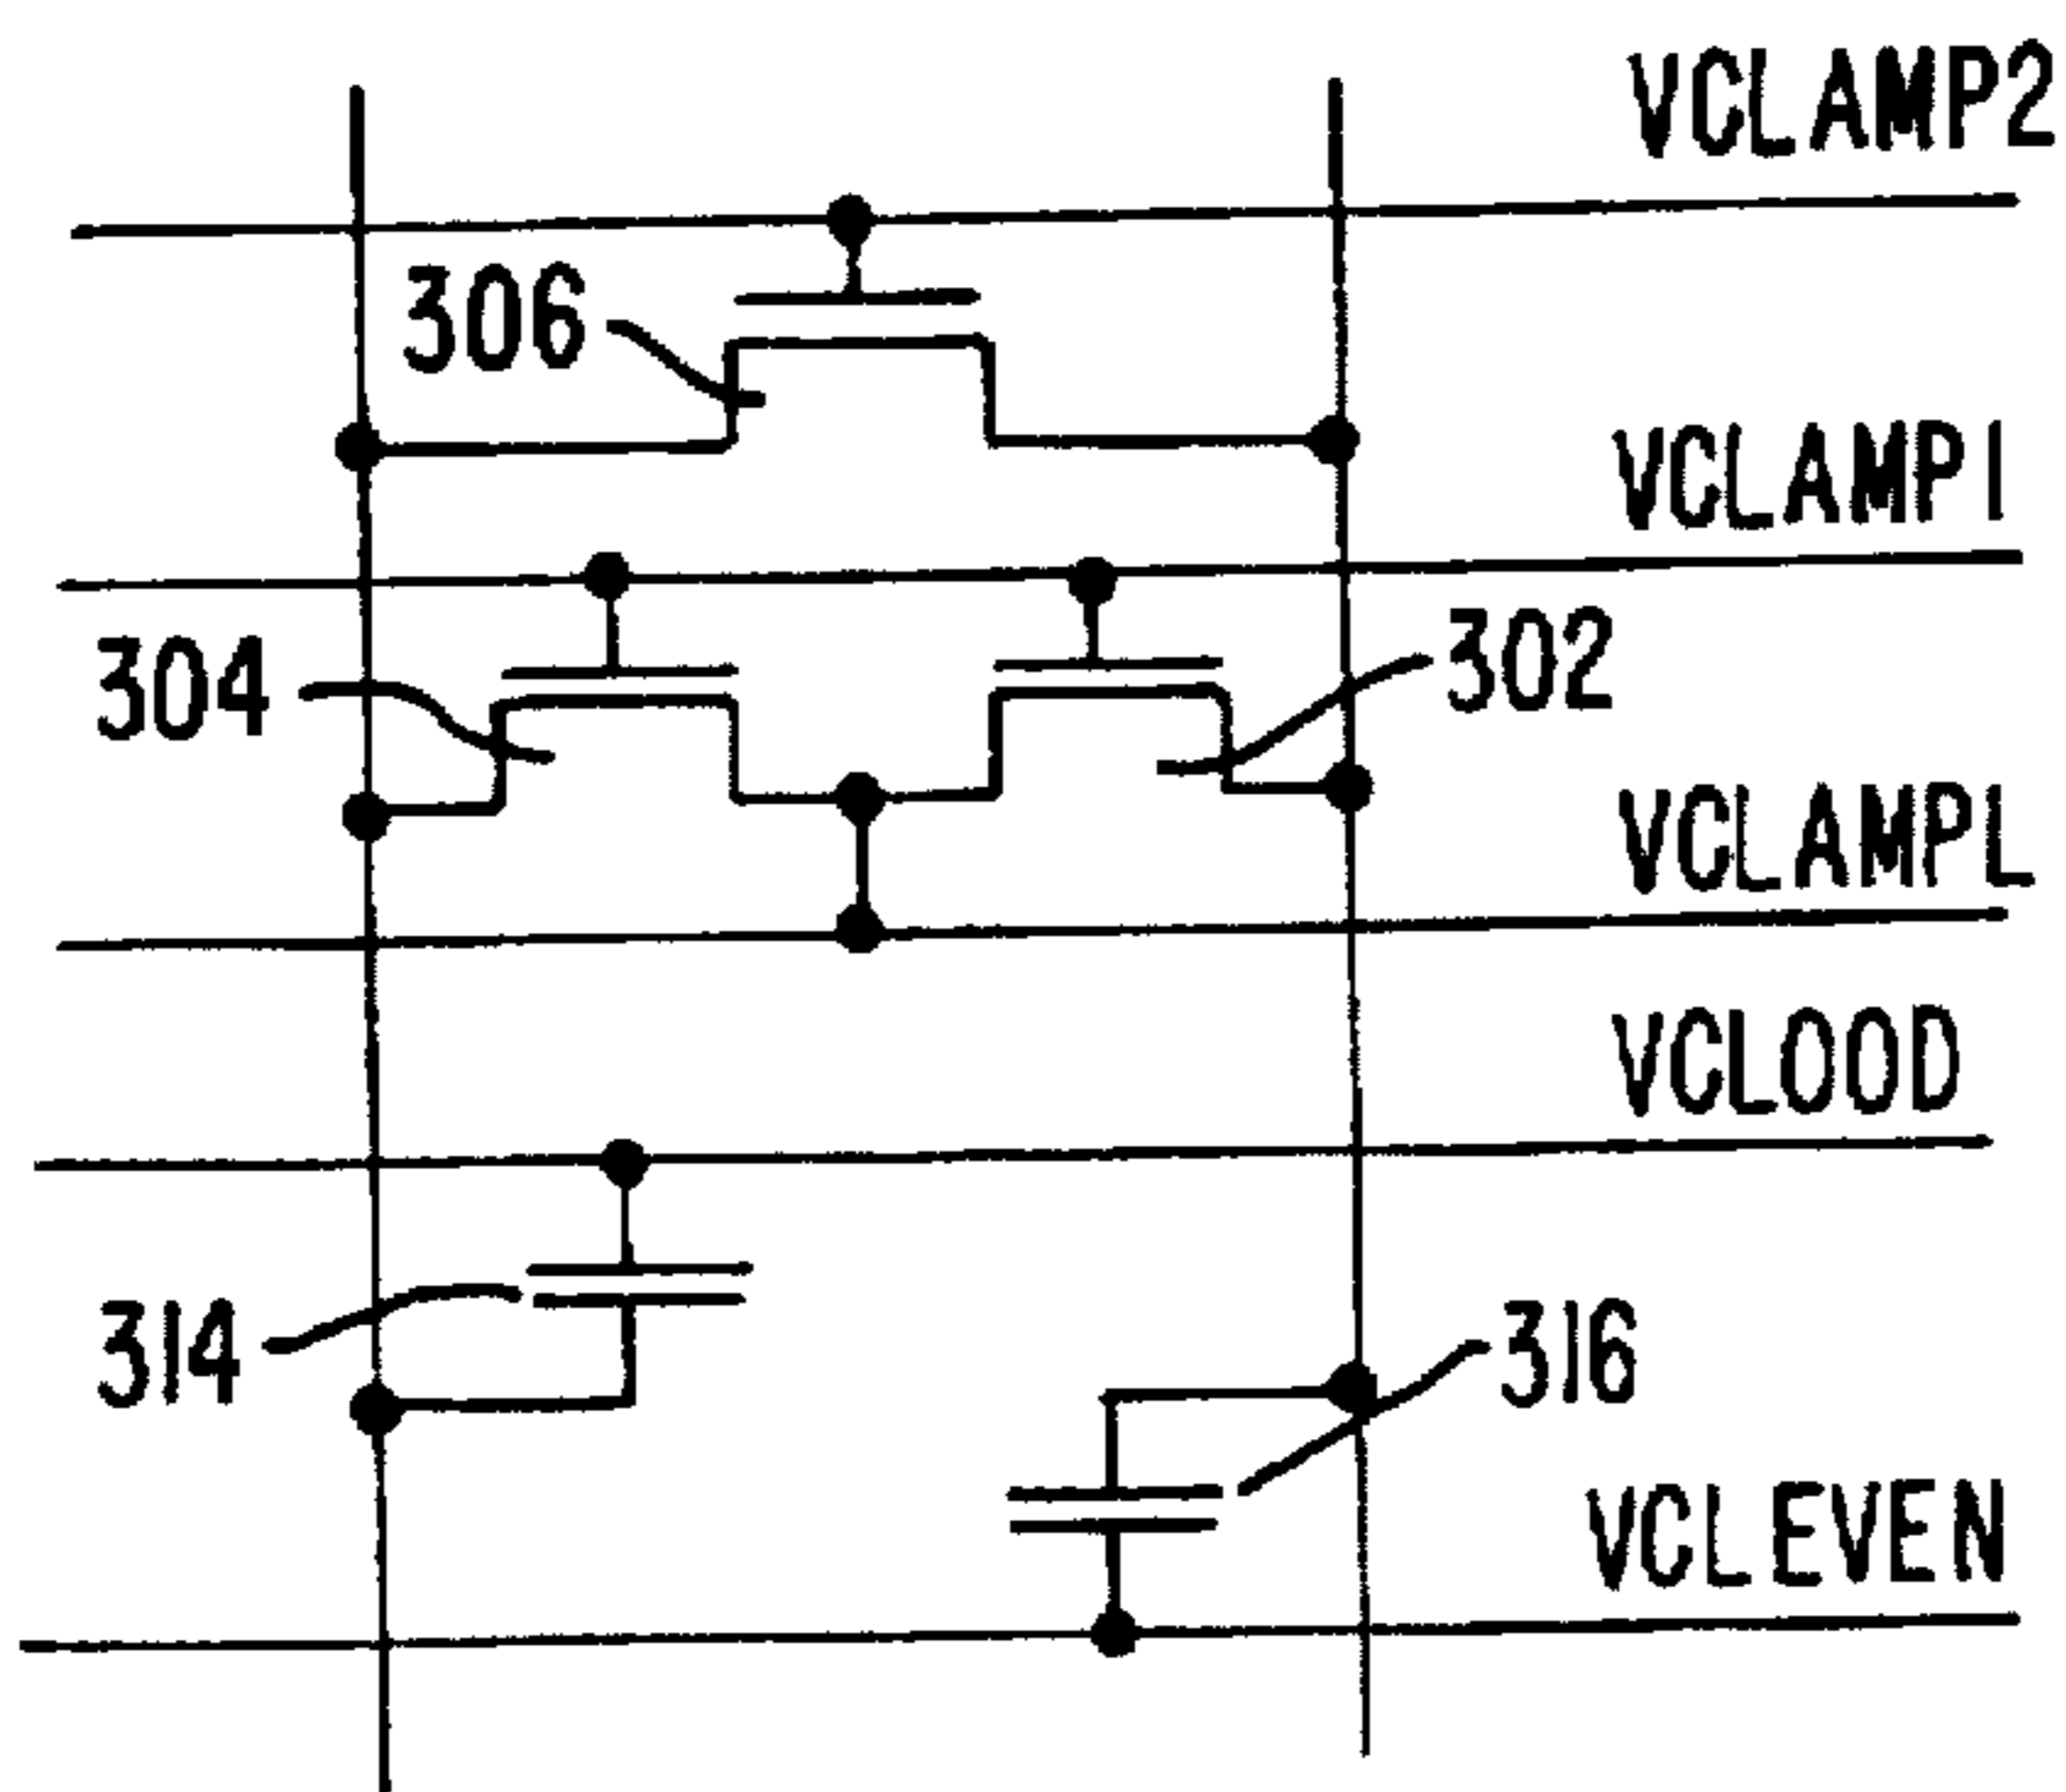 VCLAMP2
306
VCLAMP1
304
302
VCLAMPL
VCLOOD
314
316
VCLEVEN